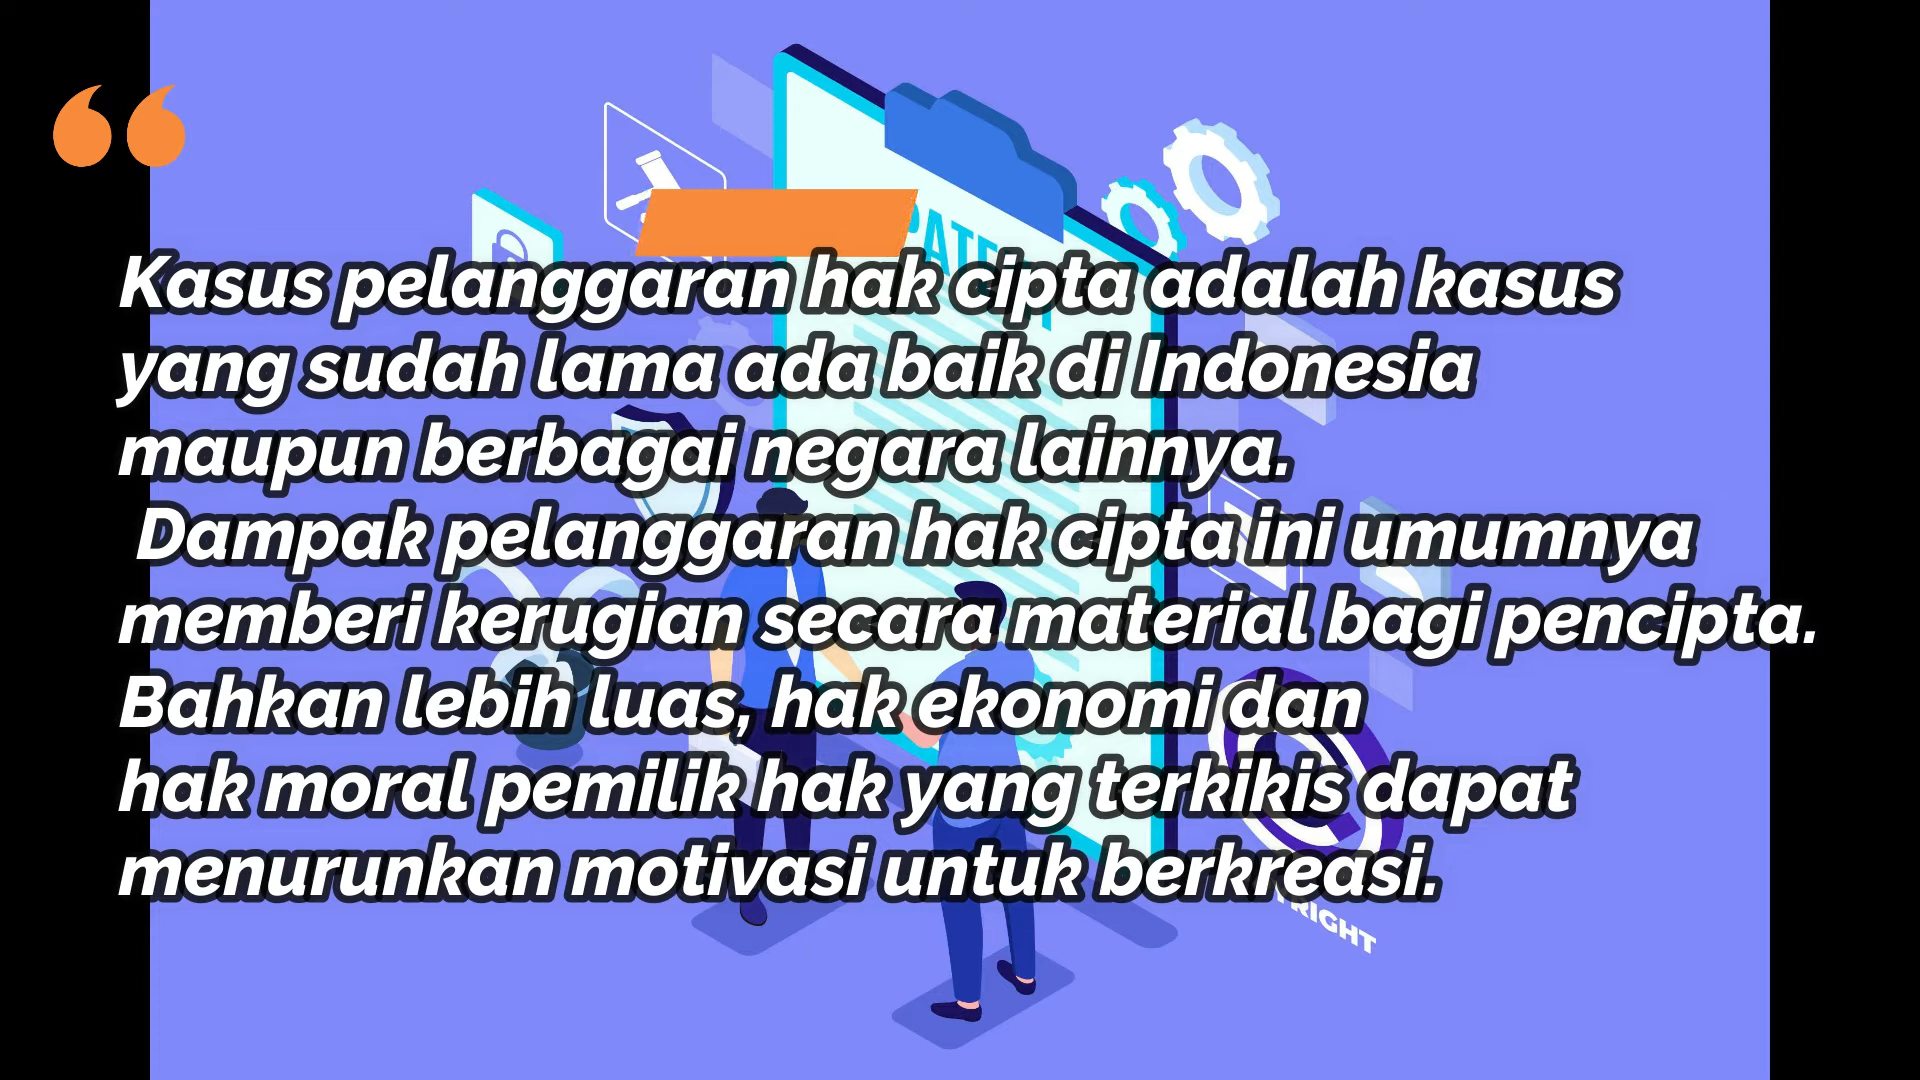 Kasus pelanggaran hak cipta adalah kasus
yang sudah lama ada baik di Indonesia
maupun berbagai negara lainnya.
Dampak pelanggaran hak cipta ini umumnya
memberi kerugian secara material bagi pencipta.
Bahkan lebih luas, hak ekonomi dan
hak moral pemilik hak yang terkikis dapat
menurunkan motivasi untuk berkreasi.